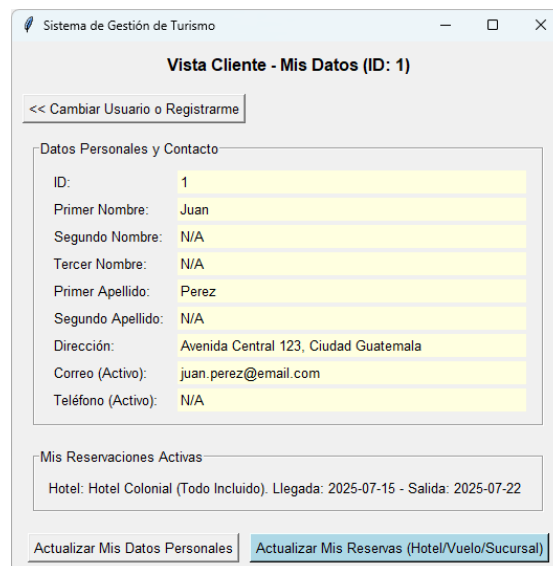 Sistema de Gestión de Turismo
Vista Cliente - Mis Datos (ID: 1)
<< Cambiar Usuario o Registrarme
Datos Personales y Contacto
ID: 1
Primer Nombre: Juan
Segundo Nombre: N/A
Tercer Nombre: N/A
Primer Apellido: Perez
Segundo Apellido: N/A
Dirección: Avenida Central 123, Ciudad Guatemala
Correo (Activo): juan.perez@email.com
Teléfono (Activo): N/A
Mis Reservaciones Activas
Hotel: Hotel Colonial (Todo Incluido). Llegada: 2025-07-15 - Salida: 2025-07-22
Actualizar Mis Datos Personales Actualizar Mis Reservas (Hotel/Vuelo/Sucursal)